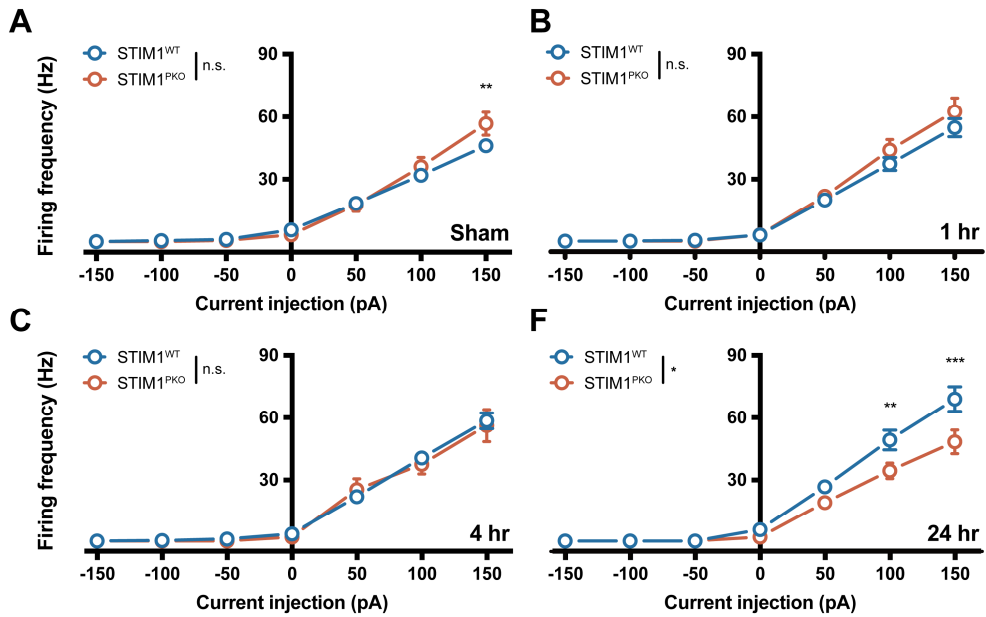 A
STIM1WT
STIM1PKO
n.s.
Firing frequency (Hz)
90
60
30
**
Sham
-150 -100 -50 0 50 100 150
Current injection (pA)
B
STIM1WT
STIM1PKO
n.s.
90
60
30
1 hr
-150 -100 -50 0 50 100 150
Current injection (pA)
C
STIM1WT
STIM1PKO
n.s.
Firing frequency (Hz)
90
60
30
4 hr
-150 -100 -50 0 50 100 150
Current injection (pA)
F
STIM1WT
STIM1PKO
*
90
60
30
**
***
24 hr
-150 -100 -50 0 50 100 150
Current injection (pA)